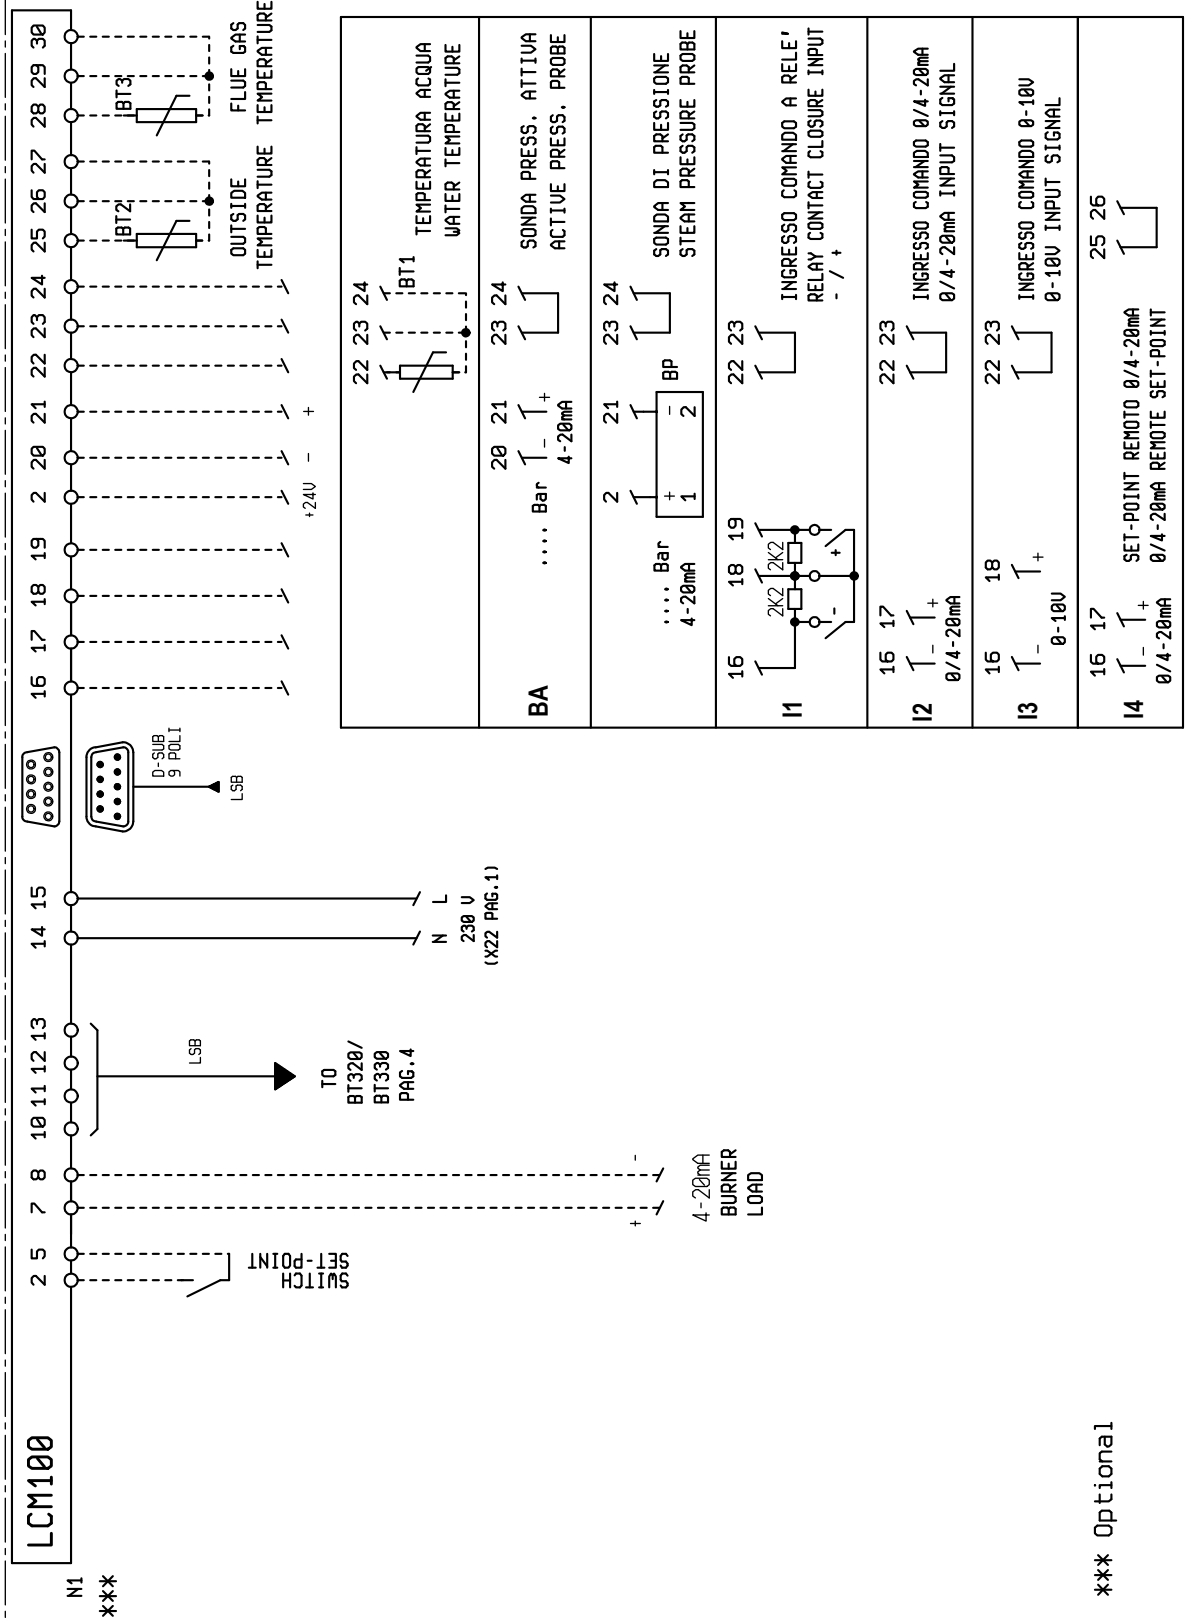 N1
***
LCM100
2 5 7 8 10 11 12 13 14 15 16 17 18 19 2 20 21 22 23 24 25 26 27 28 29 30
SWITCH
SET-POINT
+ -
4-20mA
BURNER
LOAD
LSB
TO
BT320/
BT330
PAG.4
N L
230 V
(X22 PAG.1)
D-SUB
9 POLI
LSB
+24V - +
BT2
OUTSIDE
TEMPERATURE
BT3
FLUE GAS
TEMPERATURE
22 23 24
BT1
TEMPERATURA ACQUA
WATER TEMPERATURE
BA
.... Bar
20 21
- +
4-20mA
23 24
SONDA PRESS. ATTIVA
ACTIVE PRESS. PROBE
.... Bar
4-20mA
2 21
+ -
1 2
BP
23 24
SONDA DI PRESSIONE
STEAM PRESSURE PROBE
I1
16 18 19
2K2 2K2
- +
22 23
INGRESSO COMANDO A RELE'
RELAY CONTACT CLOSURE INPUT
- / +
I2
16 17
- +
0/4-20mA
22 23
INGRESSO COMANDO 0/4-20mA
0/4-20mA INPUT SIGNAL
I3
16 18
- +
0-10V
22 23
INGRESSO COMANDO 0-10V
0-10V INPUT SIGNAL
I4
16 17
- +
0/4-20mA
SET-POINT REMOTO 0/4-20mA
0/4-20mA REMOTE SET-POINT
25 26
*** Optional